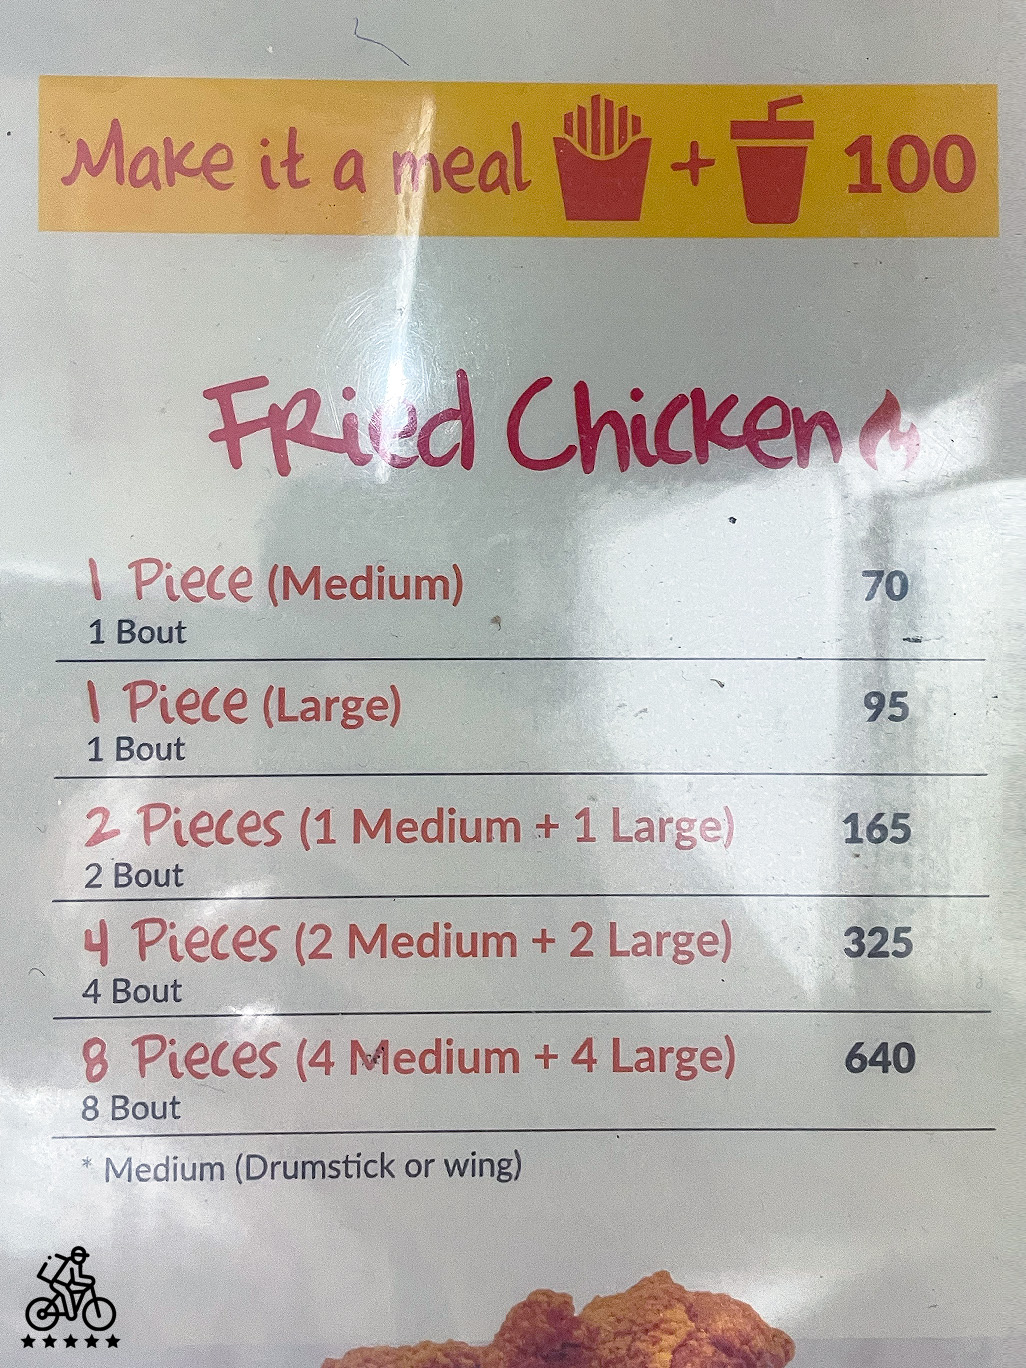 Make it a meal + 100
Fried Chicken
1 Piece (Medium) 70
1 Bout
1 Piece (Large) 95
1 Bout
2 Pieces (1 Medium + 1 Large) 165
2 Bout
4 Pieces (2 Medium + 2 Large) 325
4 Bout
8 Pieces (4 Medium + 4 Large) 640
8 Bout
* Medium (Drumstick or wing)